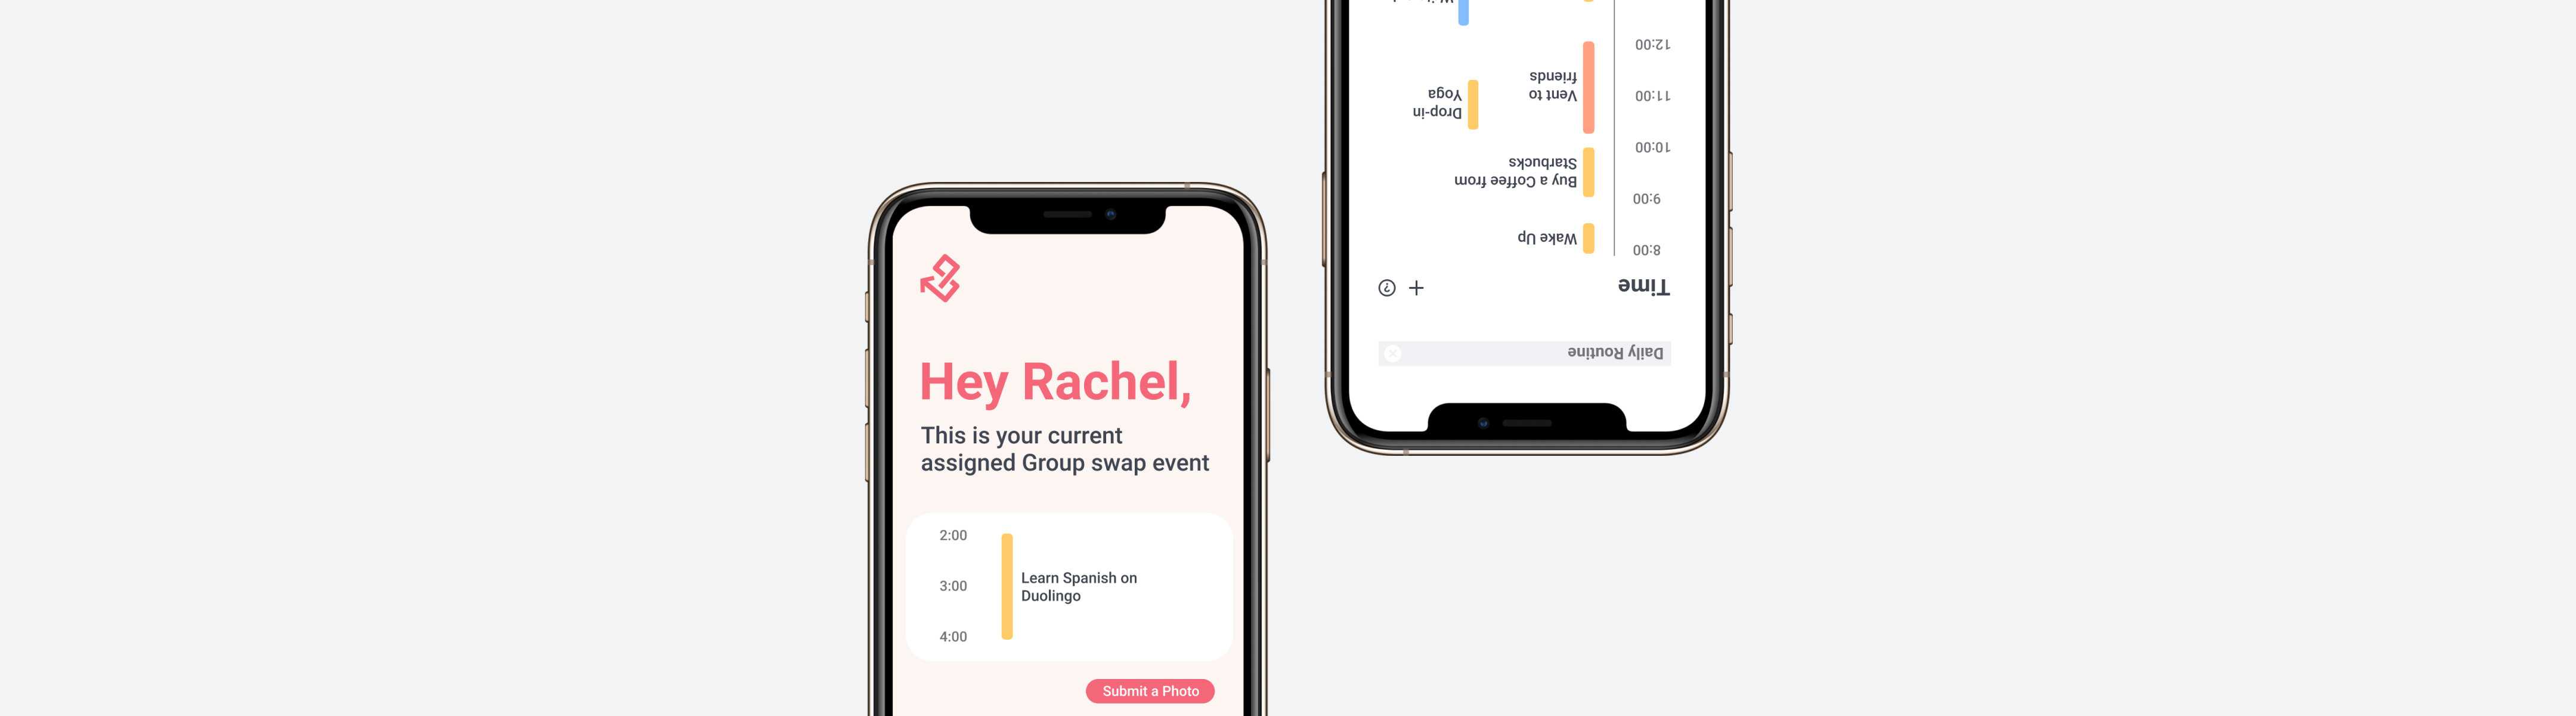 Hey Rachel,
This is your current
assigned Group swap event
2:00
3:00
Learn Spanish on
Duolingo
4:00
Submit a Photo
Daily Routine
Time
8:00
Wake Up
9:00
Buy a Coffee from
Starbucks
10:00
Drop-in
Yoga
11:00
Vent to
friends
12:00